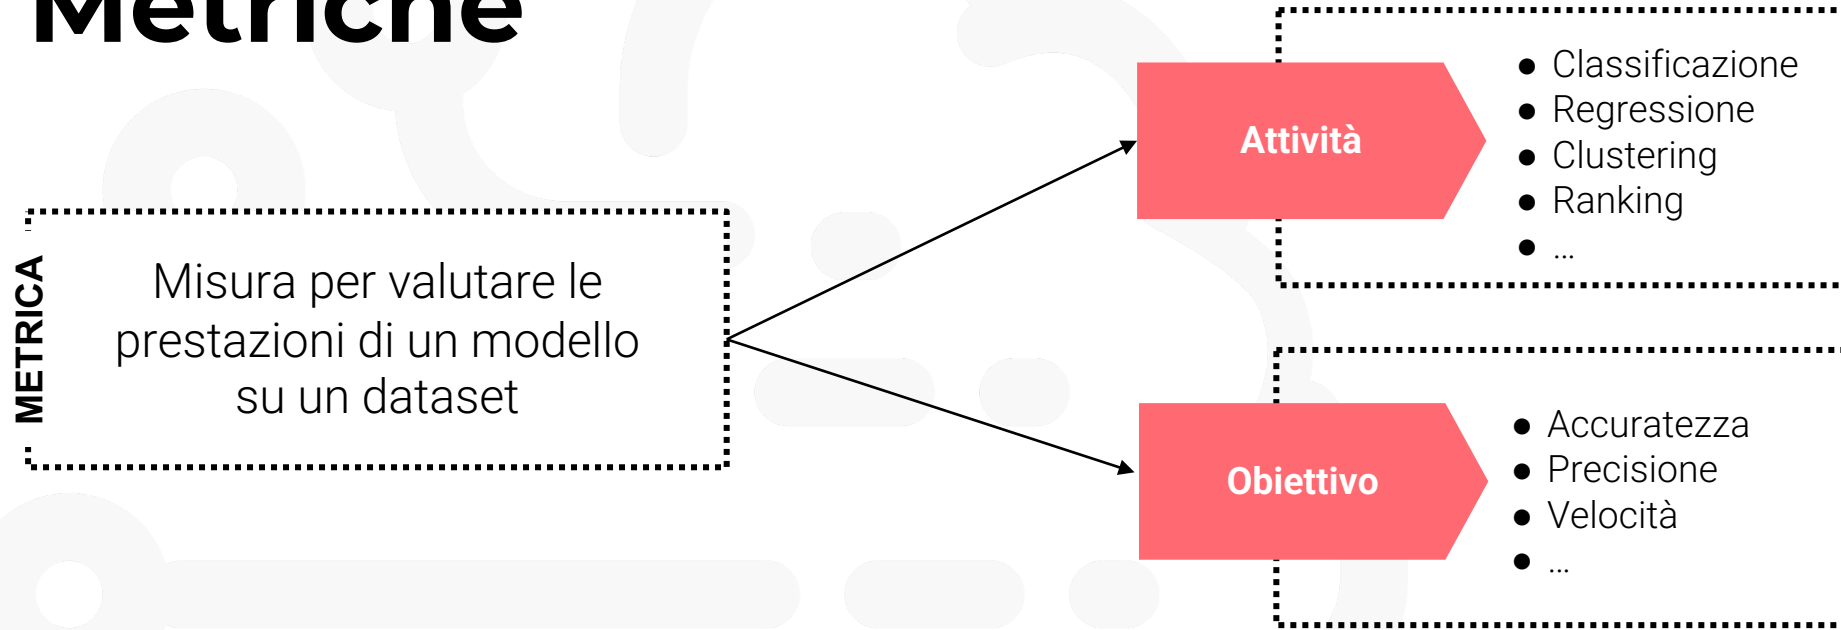 Metriche
METRICA
Misura per valutare le
prestazioni di un modello
su un dataset
Attività
● Classificazione
● Regressione
● Clustering
● Ranking
● ...
Obiettivo
● Accuratezza
● Precisione
● Velocità
● ...